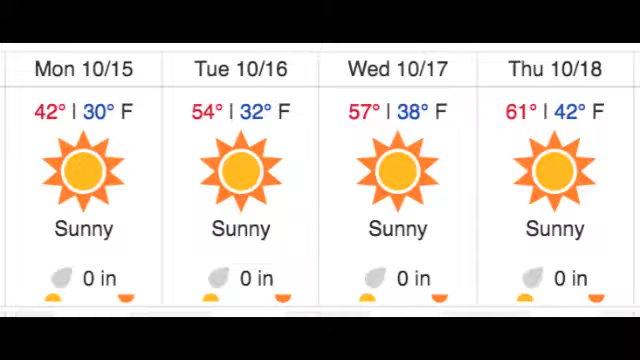 Mon 10/15 Tue 10/16 Wed 10/17 Thu 10/18
42° | 30° F 54° | 32° F 57° | 38° F 61° | 42° F
Sunny Sunny Sunny Sunny
0 in 0 in 0 in 0 in